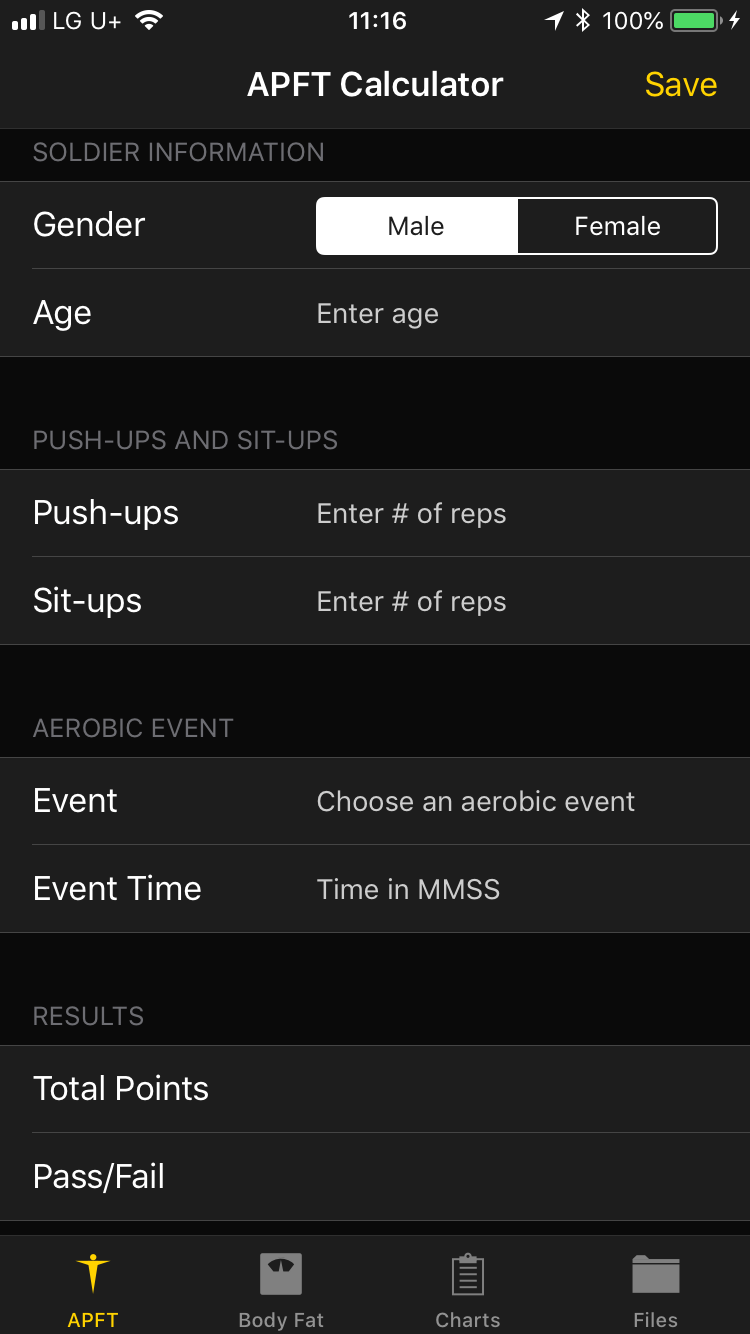 LG U+ 11:16 100%
APFT Calculator Save
SOLDIER INFORMATION
Gender Male Female
Age Enter age
PUSH-UPS AND SIT-UPS
Push-ups Enter # of reps
Sit-ups Enter # of reps
AEROBIC EVENT
Event Choose an aerobic event
Event Time Time in MMSS
RESULTS
Total Points
Pass/Fail
APFT Body Fat Charts Files